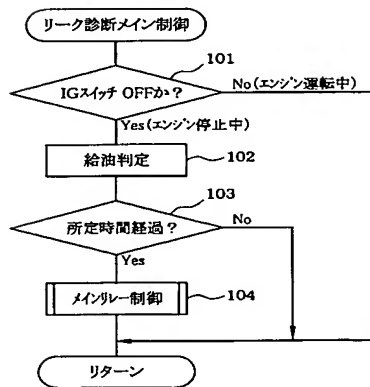 リーク診断メイン制御
101
IGスイッチ OFFか？
No(エンジン運転中)
Yes(エンジン停止中)
給油判定
102
103
所定時間経過？
No
Yes
メインリレー制御
104
リターン